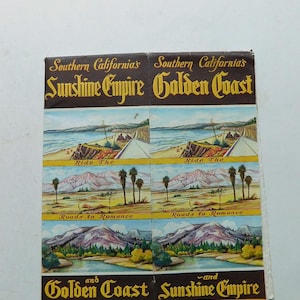 Southern California's
Sunshine Empire
Ride The
Roads to Romance
and
Golden Coast
Southern California's
Golden Coast
Ride The
Roads to Romance
and
Sunshine Empire